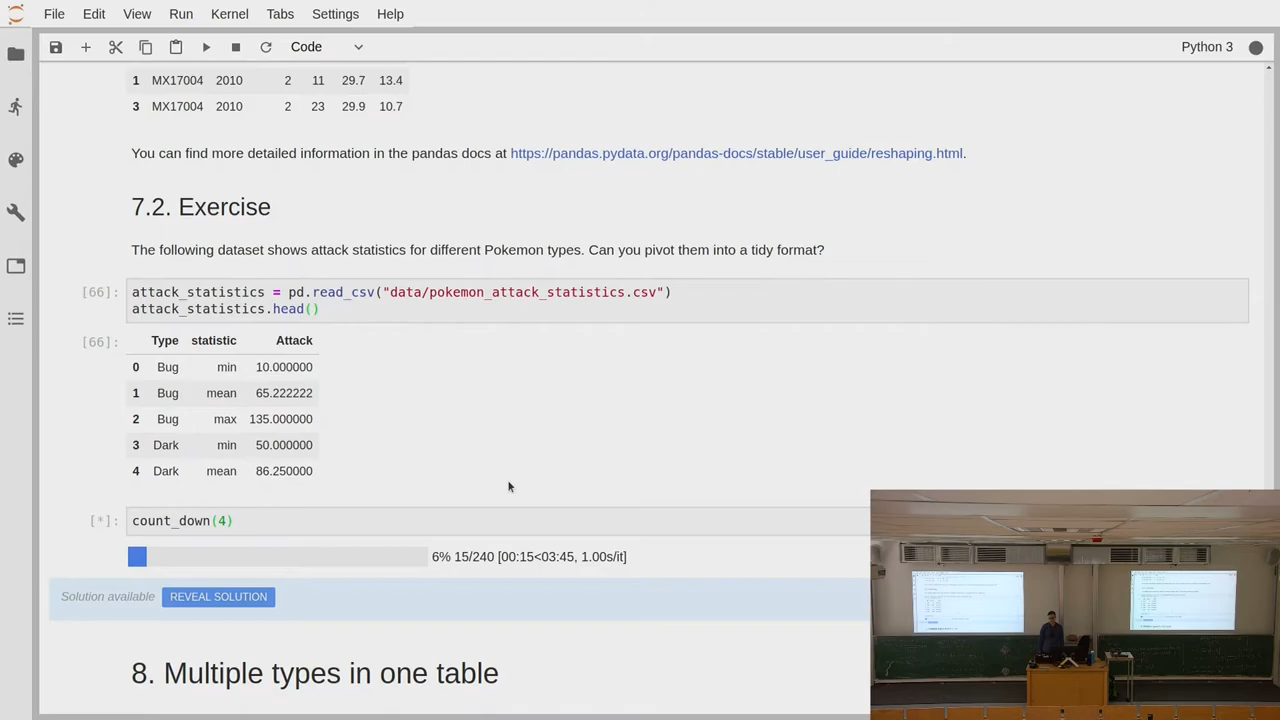 File Edit View Run Kernel Tabs Settings Help
Code Python 3
1 MX17004 2010 2 11 29.7 13.4
3 MX17004 2010 2 23 29.9 10.7
You can find more detailed information in the pandas docs at https://pandas.pydata.org/pandas-docs/stable/user_guide/reshaping.html.
7.2. Exercise
The following dataset shows attack statistics for different Pokemon types. Can you pivot them into a tidy format?
[66]: attack_statistics = pd.read_csv("data/pokemon_attack_statistics.csv")
attack_statistics.head()
[66]: Type statistic Attack
0 Bug min 10.000000
1 Bug mean 65.222222
2 Bug max 135.000000
3 Dark min 50.000000
4 Dark mean 86.250000
[*]: count_down(4)
6% 15/240 [00:15<03:45, 1.00s/it]
Solution available REVEAL SOLUTION
8. Multiple types in one table